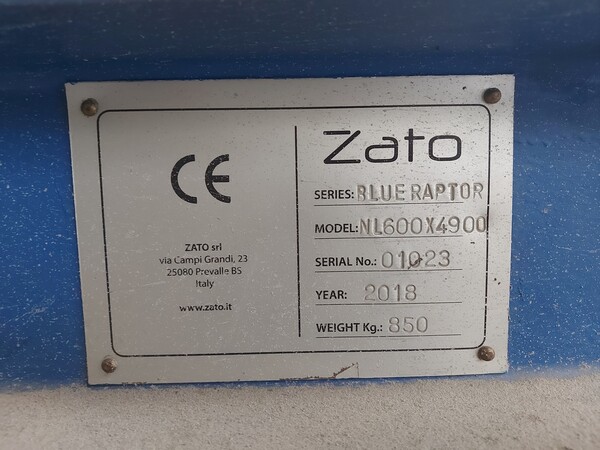 CE
ZATO srl
via Campi Grandi, 23
25080 Prevalle BS
Italy
www.zato.it
Zato
SERIES: BLUE RAPTOR
MODEL: NL600X4900
SERIAL No.: 01023
YEAR: 2018
WEIGHT Kg.: 850